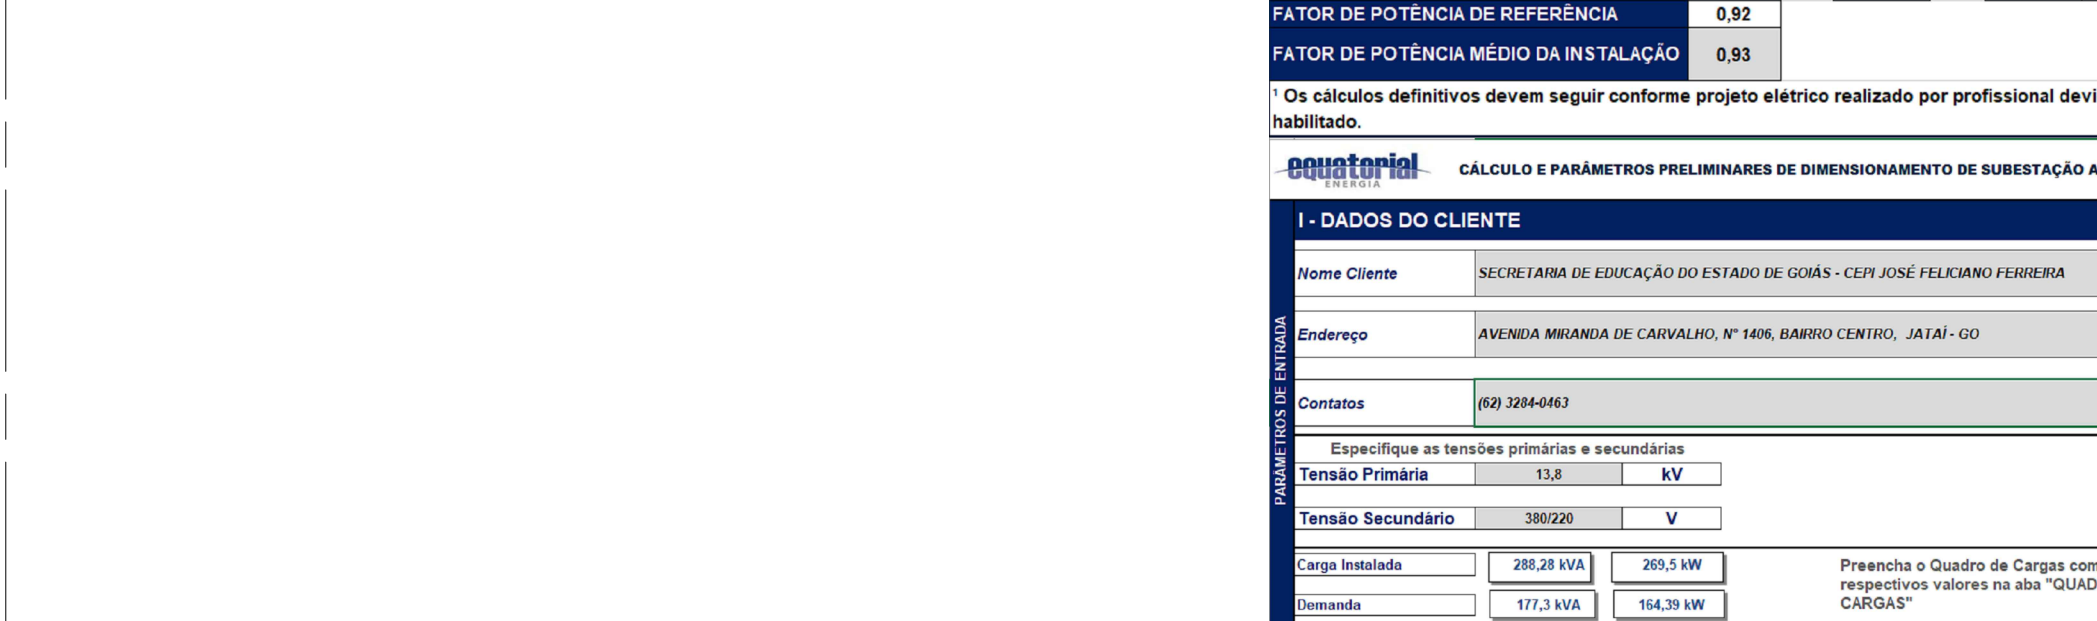 FATOR DE POTÊNCIA DE REFERÊNCIA 0,92
FATOR DE POTÊNCIA MÉDIO DA INSTALAÇÃO 0,93
¹ Os cálculos definitivos devem seguir conforme projeto elétrico realizado por profissional devi
habilitado.
equatorial
ENERGIA
CÁLCULO E PARÂMETROS PRELIMINARES DE DIMENSIONAMENTO DE SUBESTAÇÃO A
PARÂMETROS DE ENTRADA
I - DADOS DO CLIENTE
Nome Cliente SECRETARIA DE EDUCAÇÃO DO ESTADO DE GOIÁS - CEPI JOSÉ FELICIANO FERREIRA
Endereço AVENIDA MIRANDA DE CARVALHO, Nº 1406, BAIRRO CENTRO, JATAÍ - GO
Contatos (62) 3284-0463
Especifique as tensões primárias e secundárias
Tensão Primária 13,8 kV
Tensão Secundário 380/220 V
Carga Instalada 288,28 kVA 269,5 kW
Demanda 177,3 kVA 164,39 kW
Preencha o Quadro de Cargas com
respectivos valores na aba "QUAD
CARGAS"